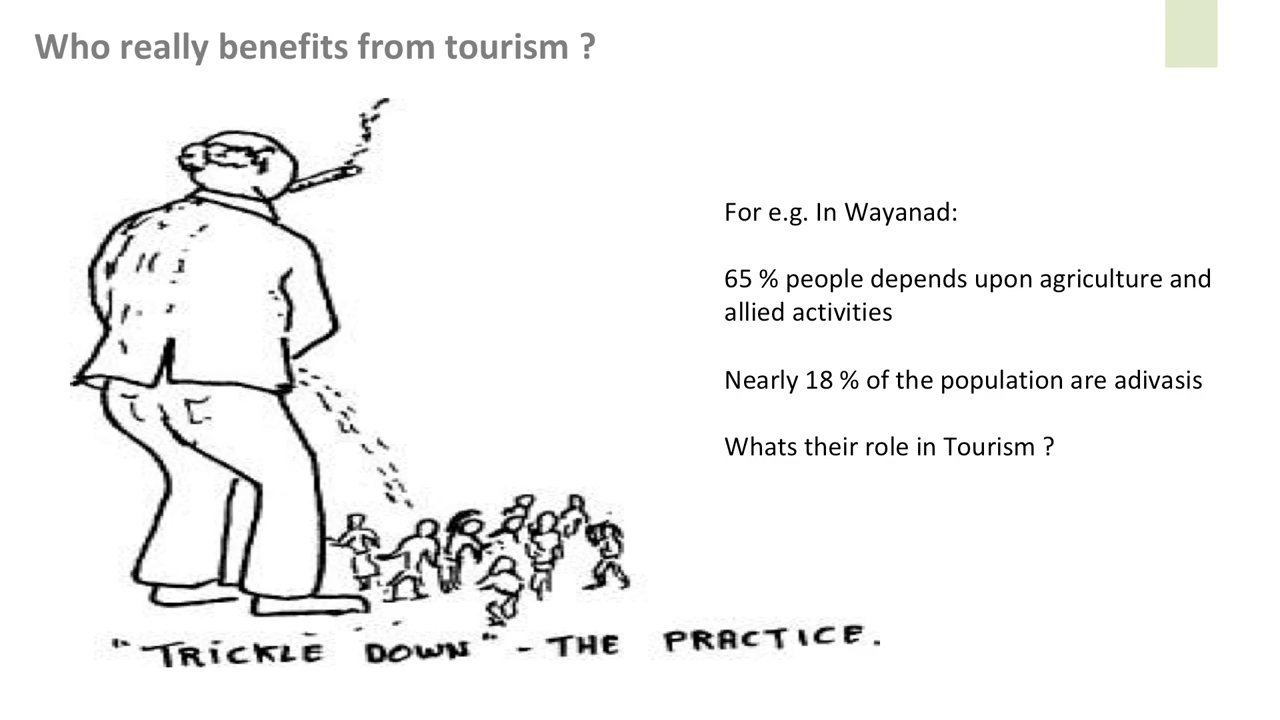 Who really benefits from tourism ?
For e.g. In Wayanad:
65 % people depends upon agriculture and
allied activities
Nearly 18 % of the population are adivasis
Whats their role in Tourism ?
"TRiCKLE DOWN" - THE PRACTICE.